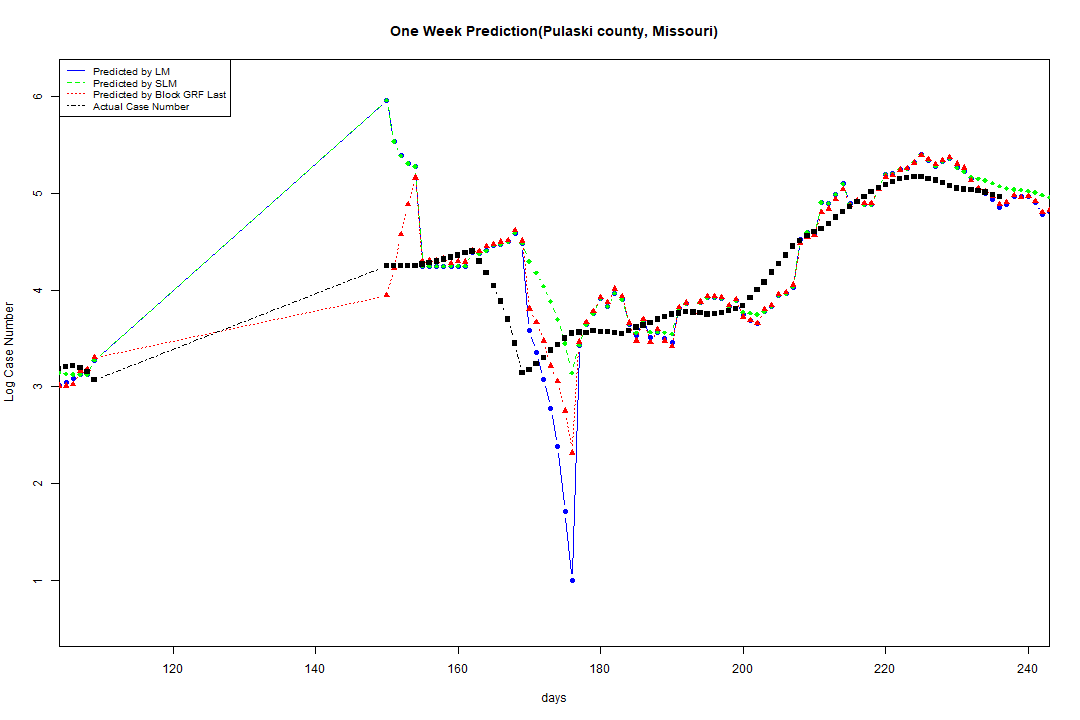 One Week Prediction(Pulaski county, Missouri)
Predicted by LM
Predicted by SLM
Predicted by Block GRF Last
Actual Case Number
6
5
4
3
2
1
Log Case Number
120 140 160 180 200 220 240
days